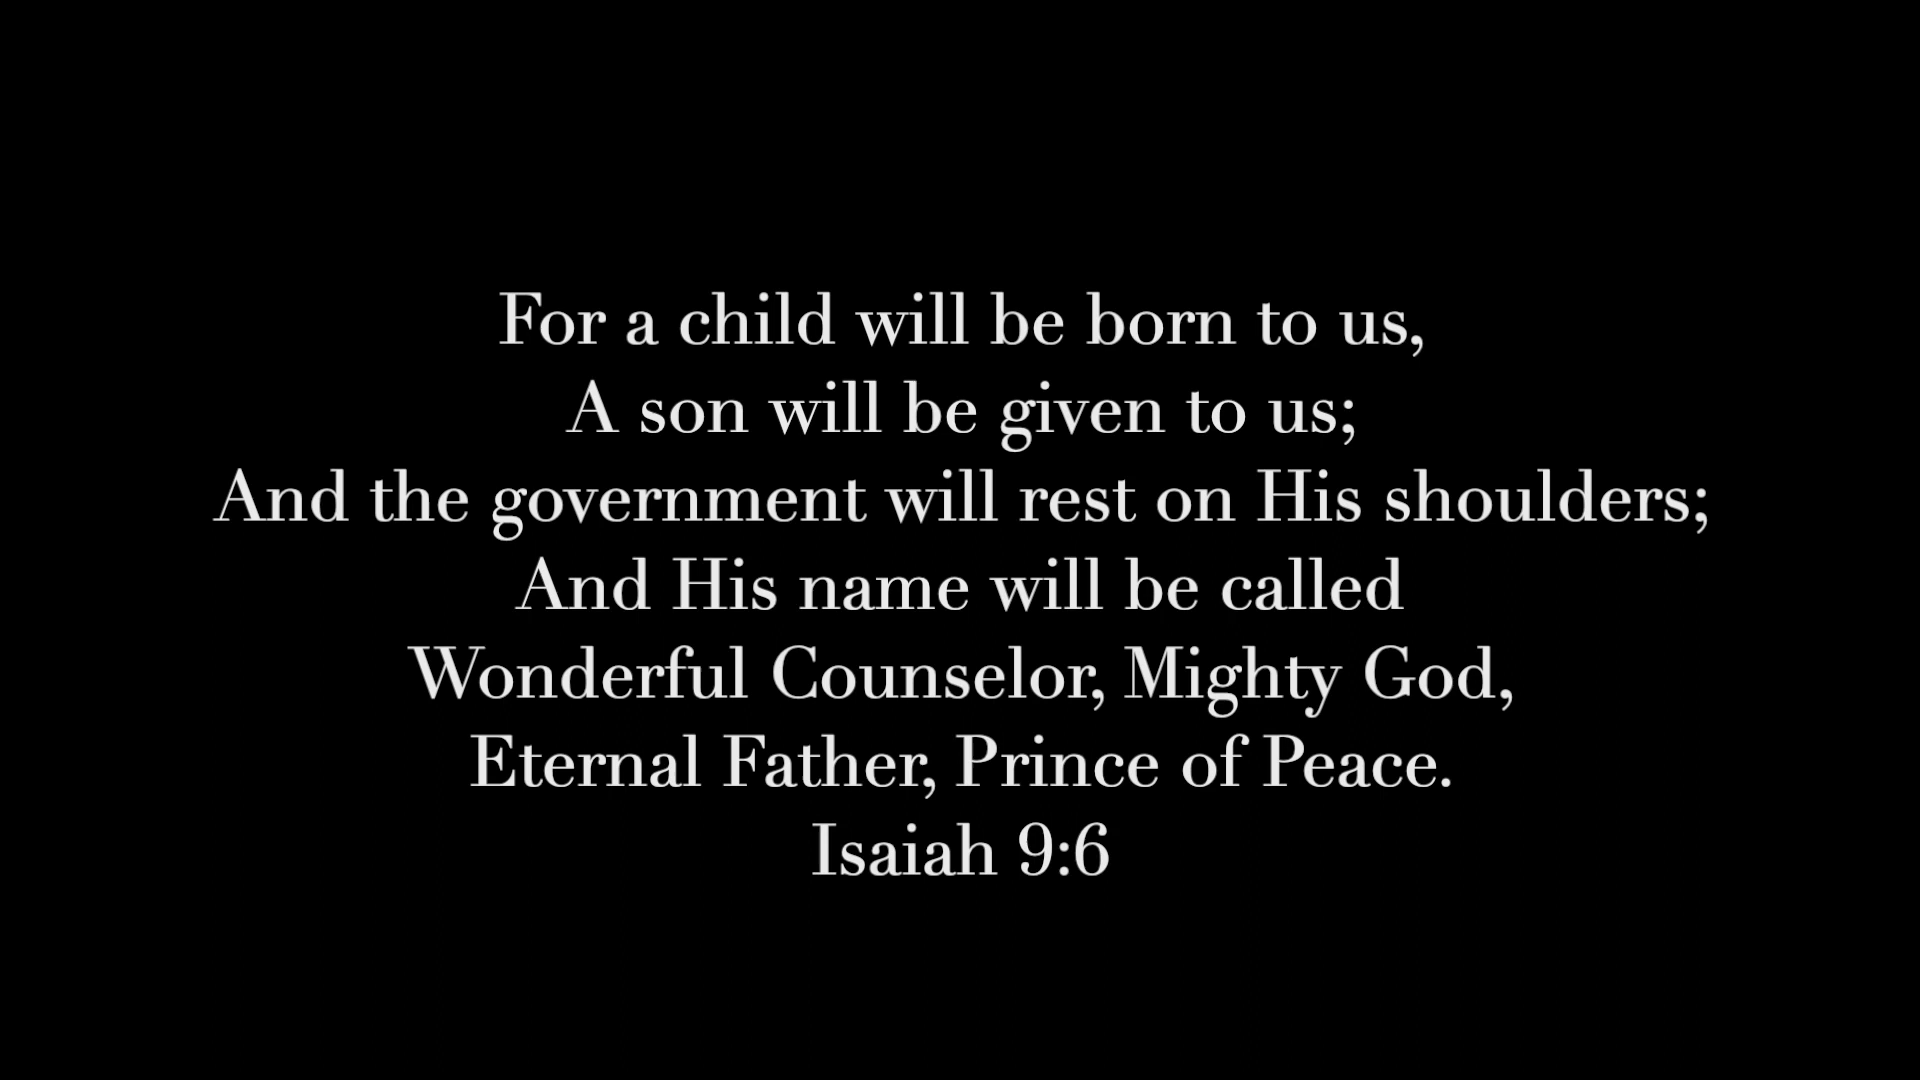 For a child will be born to us,
A son will be given to us;
And the government will rest on His shoulders;
And His name will be called
Wonderful Counselor, Mighty God,
Eternal Father, Prince of Peace.
Isaiah 9:6